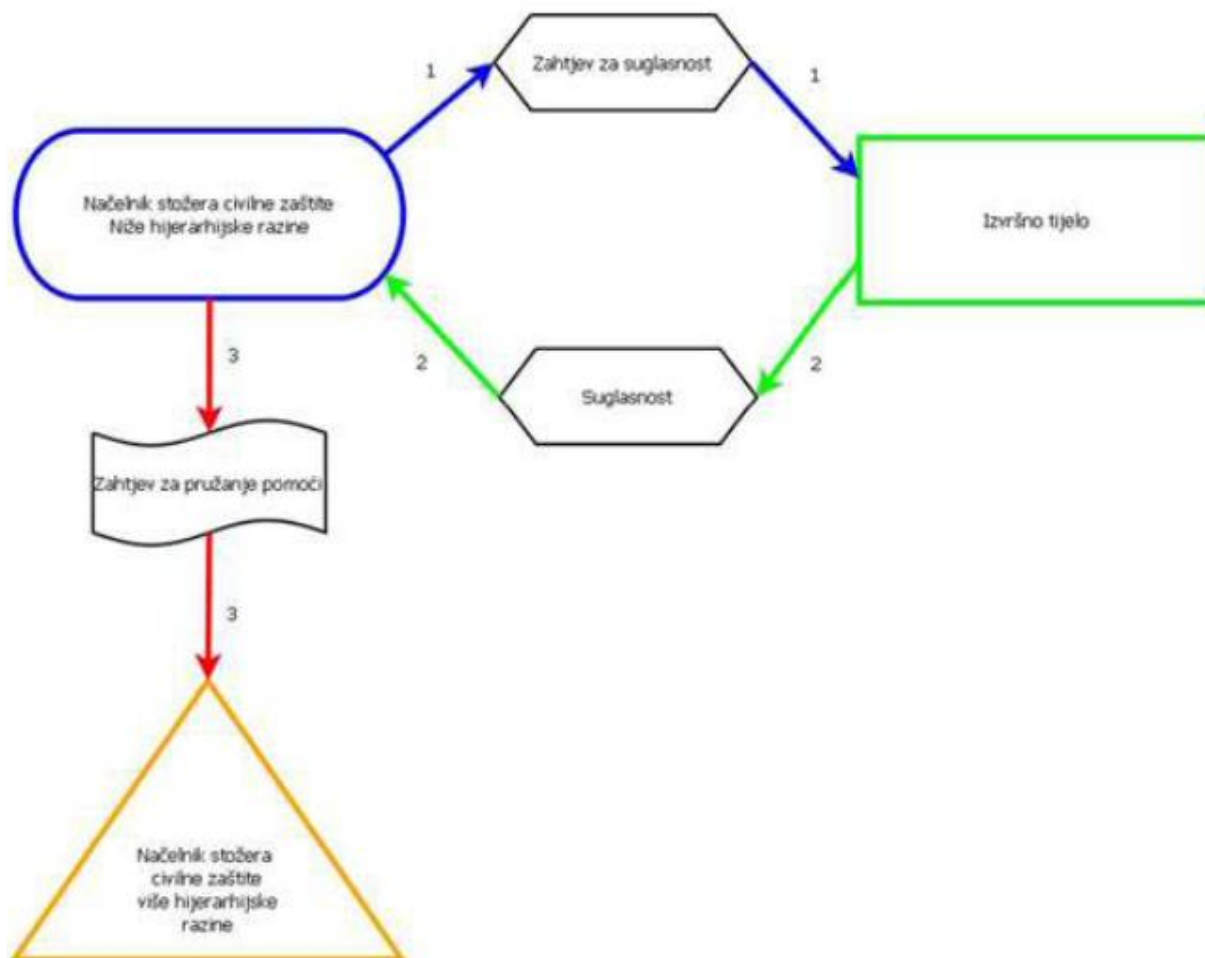 Zahtjev za suglasnost
1
1
Načelnik stožera civilne zaštite
Niže hijerarhijske razine
Izvršno tijelo
3
2
2
Suglasnost
Zahtjev za pružanje pomoći
3
Načelnik stožera
civilne zaštite
više hijerarhijske
razine